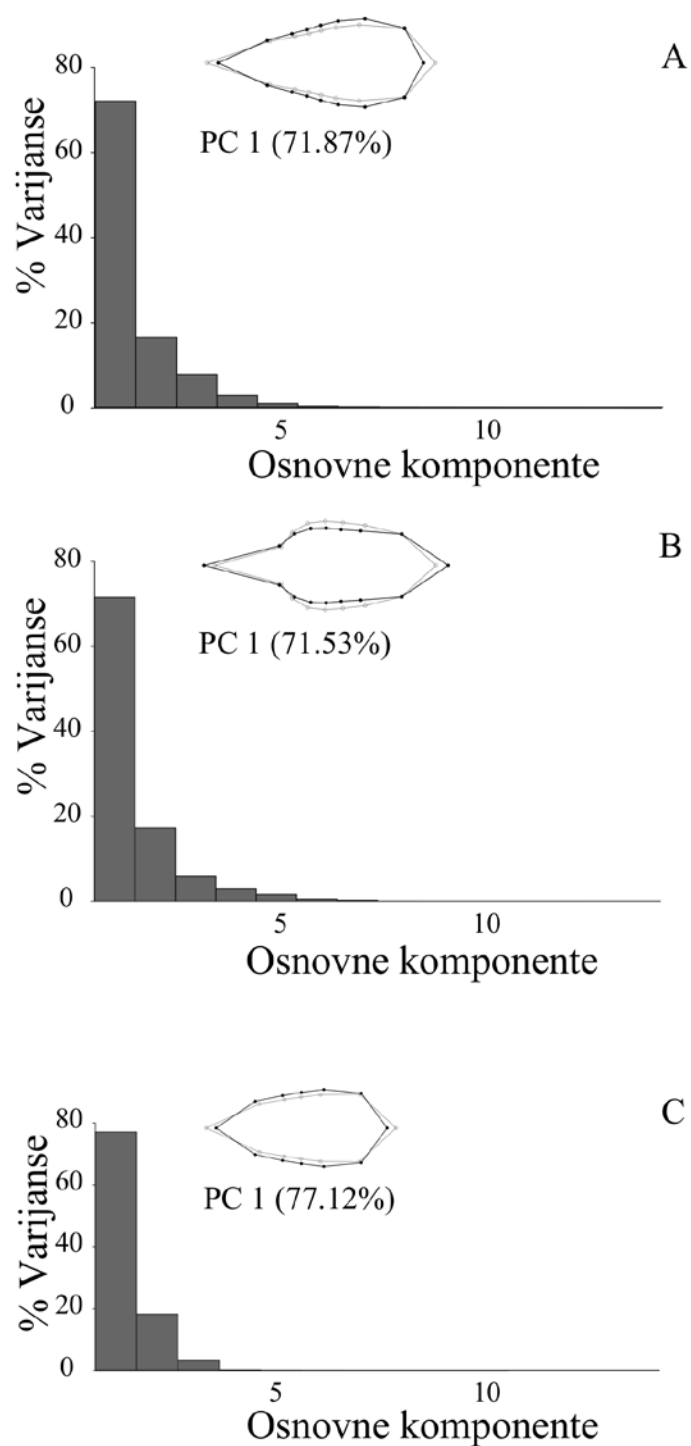 A
80
60
40
20
0
% Varijanse
PC 1 (71.87%)
5
10
Osnovne komponente
B
80
60
40
20
0
% Varijanse
PC 1 (71.53%)
5
10
Osnovne komponente
C
80
60
40
20
0
% Varijanse
PC 1 (77.12%)
5
10
Osnovne komponente